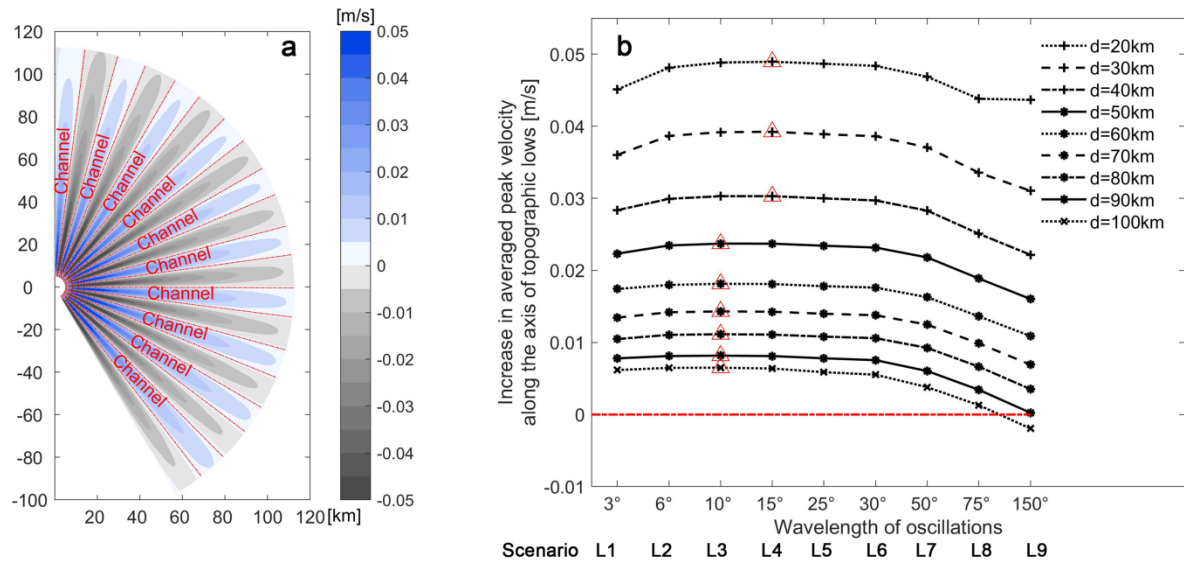 a
[m/s]
120
100
80
60
40
20
0
-20
-40
-60
-80
-100
20
40
60
80
100
120
[km]
Channel
Channel
Channel
Channel
Channel
Channel
Channel
Channel
Channel
Channel
0.05
0.04
0.03
0.02
0.01
0
-0.01
-0.02
-0.03
-0.04
-0.05
b
Increase in averaged peak velocity
along the axis of topographic lows [m/s]
0.05
0.04
0.03
0.02
0.01
0
-0.01
d=20km
d=30km
d=40km
d=50km
d=60km
d=70km
d=80km
d=90km
d=100km
3° 6° 10° 15° 25° 30° 50° 75° 150°
Wavelength of oscillations
Scenario L1 L2 L3 L4 L5 L6 L7 L8 L9